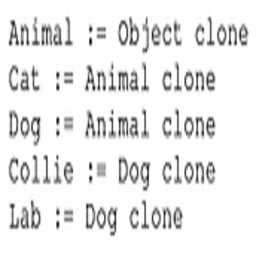 Animal := Object clone
Cat := Animal clone
Dog := Animal clone
Collie := Dog clone
Lab := Dog clone